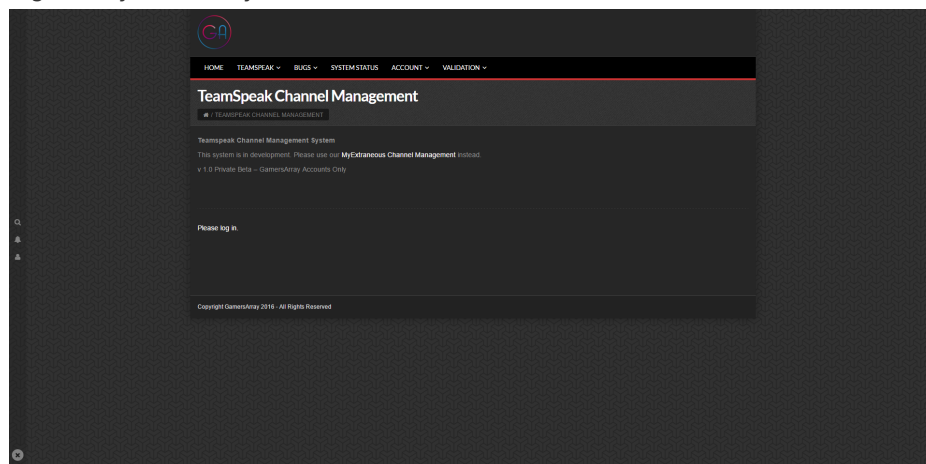 GA
HOME TEAMSPEAK BUGS SYSTEM STATUS ACCOUNT VALIDATION
TeamSpeak Channel Management
/ TEAMSPEAK CHANNEL MANAGEMENT
Teamspeak Channel Management System
This system is in development. Please use our MyExtraneous Channel Management instead.
v 1.0 Private Beta – GamersArray Accounts Only
Please log in.
Copyright GamersArray 2016 - All Rights Reserved